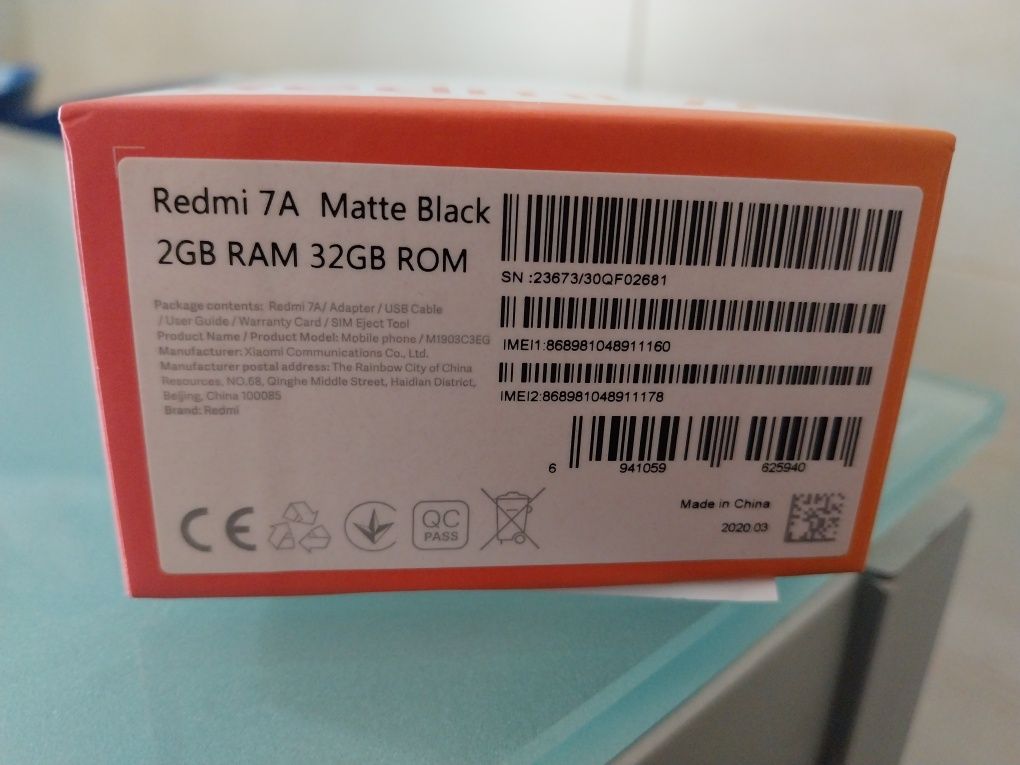 Redmi 7A Matte Black
2GB RAM 32GB ROM
Package contents: Redmi 7A/ Adapter / USB Cable
/ User Guide / Warranty Card / SIM Eject Tool
Product Name / Product Model: Mobile phone / M1903C3EG
Manufacturer: Xiaomi Communications Co., Ltd.
Manufacturer postal address: The Rainbow City of China
Resources, NO.68, Qinghe Middle Street, Haidian District,
Beijing, China 100085
Brand: Redmi
SN :23673/30QF02681
IMEI1:868981048911160
IMEI2:868981048911178
6 941059 625940
CE
QC
PASS
Made in China
2020.03